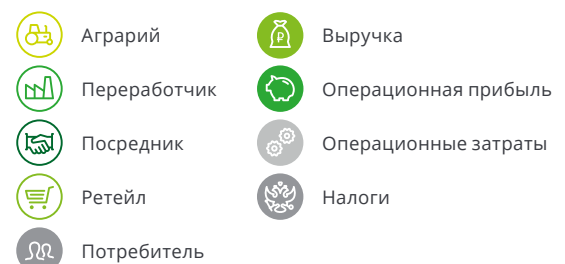 Аграрий
Переработчик
Посредник
Ретейл
Потребитель
₽
Выручка
Операционная прибыль
Операционные затраты
Налоги